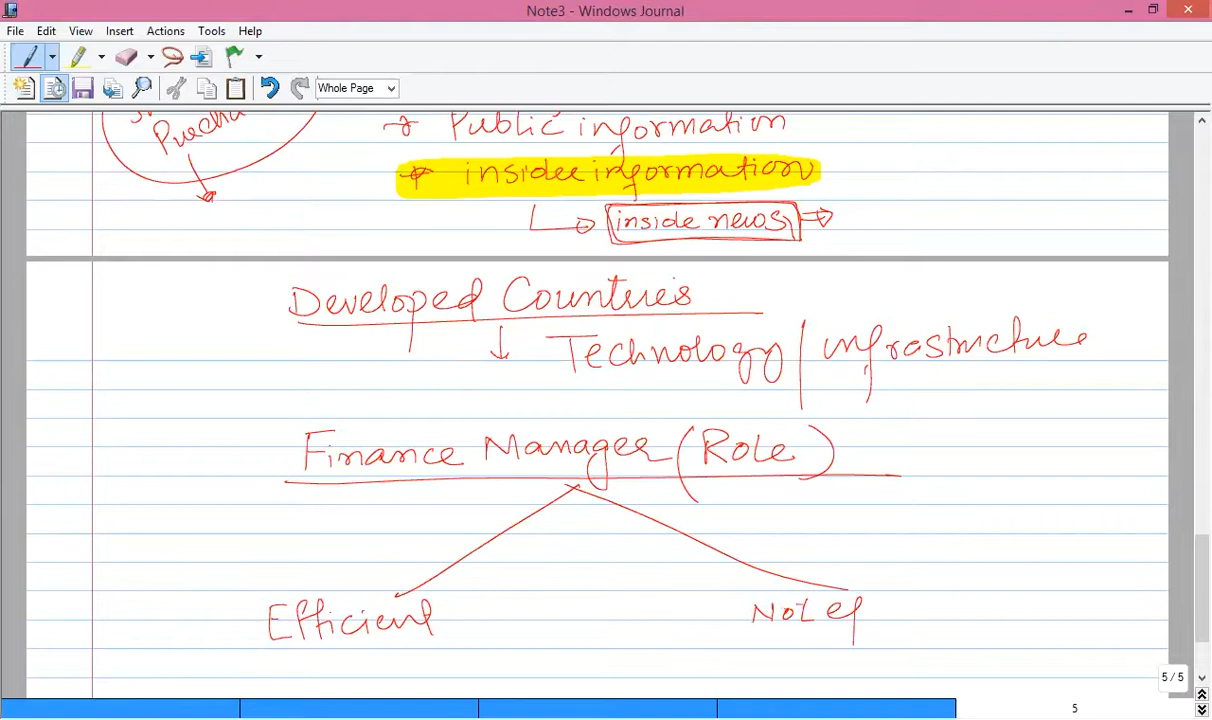 Note3 - Windows Journal
File Edit View Insert Actions Tools Help
Whole Page
Public information
insidee information
inside news
Developed Countries
Technology | infrastructure
Finance Manager (Role)
Efficient Not ef
5 / 5
5